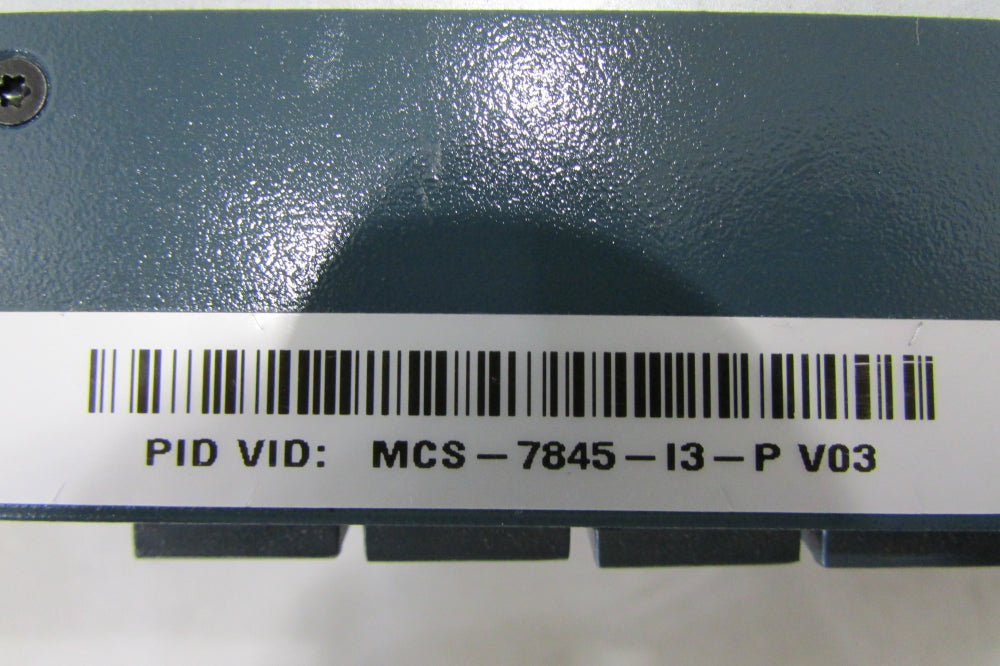 PID VID: MCS-7845-I3-P V03